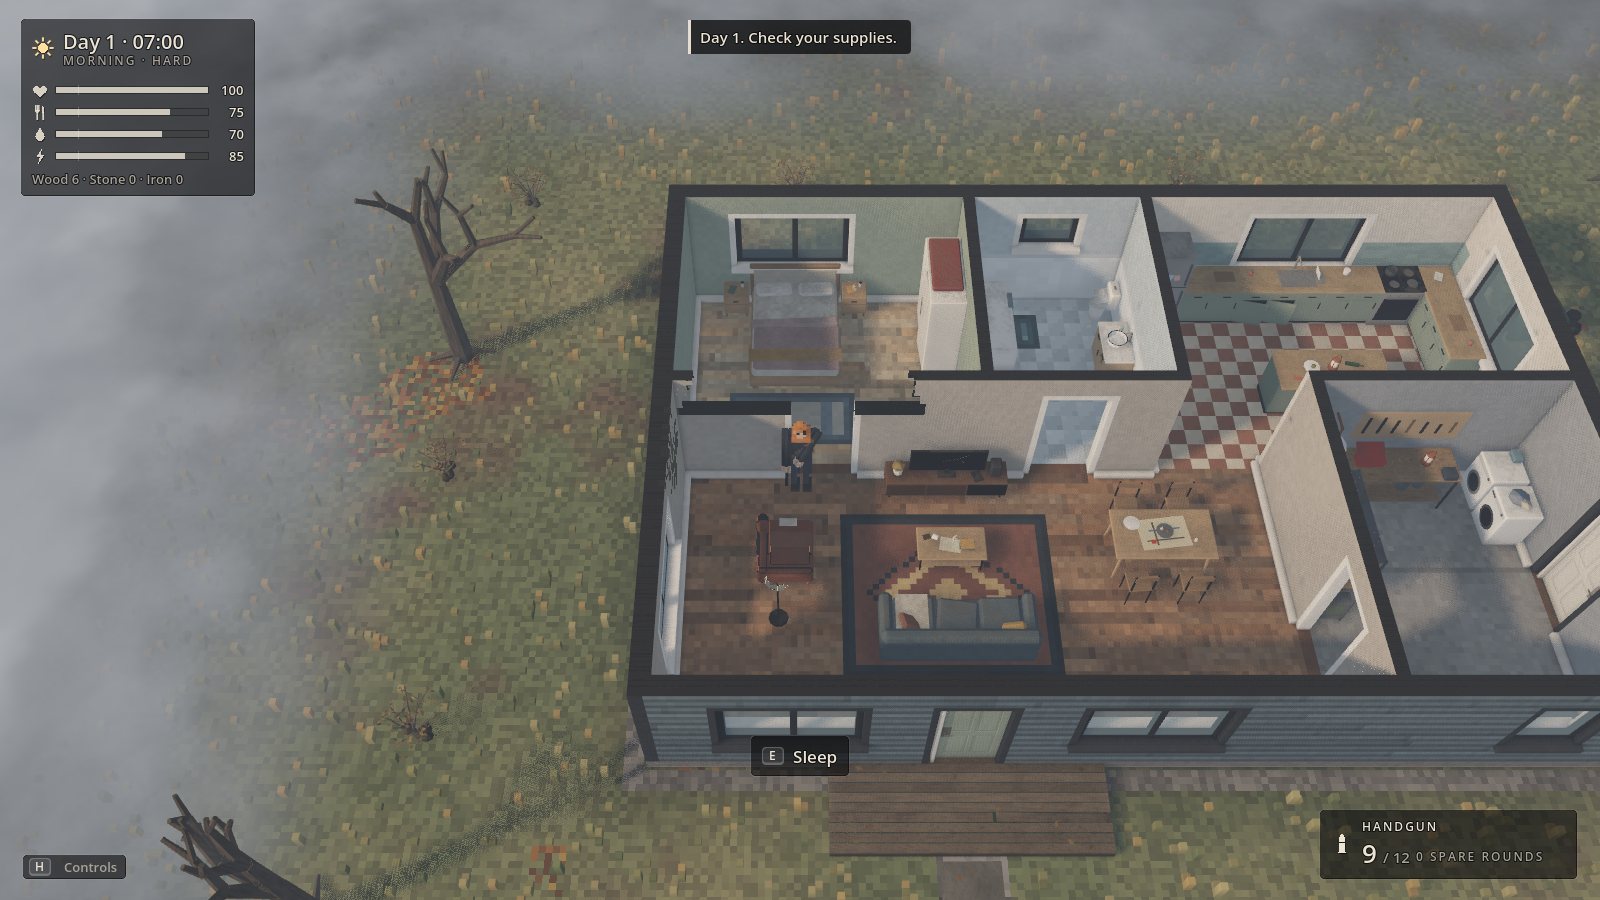 Day 1 · 07:00
MORNING · HARD
100
75
70
85
Wood 6 · Stone 0 · Iron 0
Day 1. Check your supplies.
E Sleep
H Controls
HANDGUN
9 / 12 0 SPARE ROUNDS